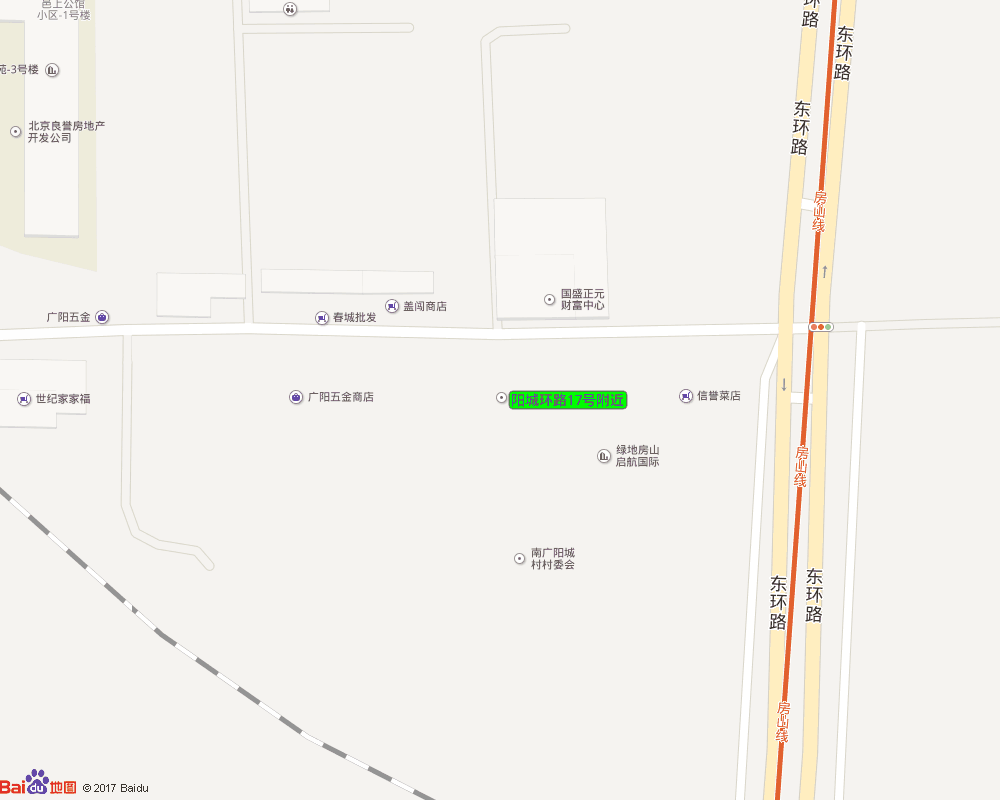 邑上公馆
小区-1号楼
苑-3号楼
北京良誉房地产
开发公司
环
路
东
环
路
东
环
路
房
山
线
国盛正元
财富中心
盖闯商店
广阳五金
春城批发
世纪家家福
广阳五金商店
阳城环路17号附近
信誉菜店
绿地房山
启航国际
房
山
线
南广阳城
村村委会
东
环
路
东
环
路
房
山
线
Bai du 地图 © 2017 Baidu